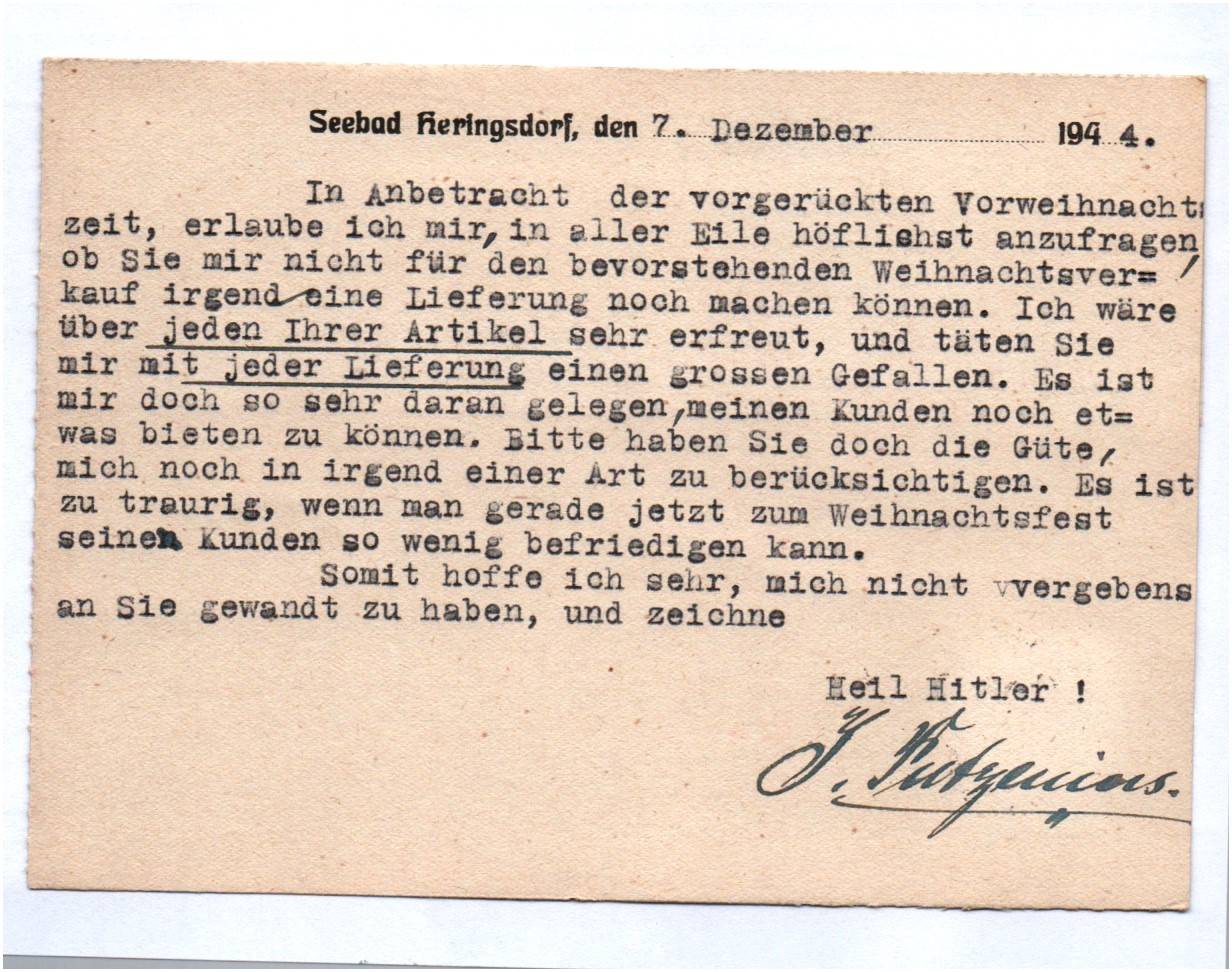 Seebad Heringsdorf, den 7. Dezember 194 4.
In Anbetracht der vorgerückten Vorweihnachts
zeit, erlaube ich mir, in aller Eile höflichst anzufragen,
ob Sie mir nicht für den bevorstehenden Weihnachtsver=
kauf irgend eine Lieferung noch machen können. Ich wäre
über jeden Ihrer Artikel sehr erfreut, und täten Sie
mir mit jeder Lieferung einen grossen Gefallen. Es ist
mir doch so sehr daran gelegen, meinen Kunden noch et=
was bieten zu können. Bitte haben Sie doch die Güte,
mich noch in irgend einer Art zu berücksichtigen. Es ist
zu traurig, wenn man gerade jetzt zum Weihnachtsfest
seinen Kunden so wenig befriedigen kann.
Somit hoffe ich sehr, mich nicht vvergebens
an Sie gewandt zu haben, und zeichne
Heil Hitler !